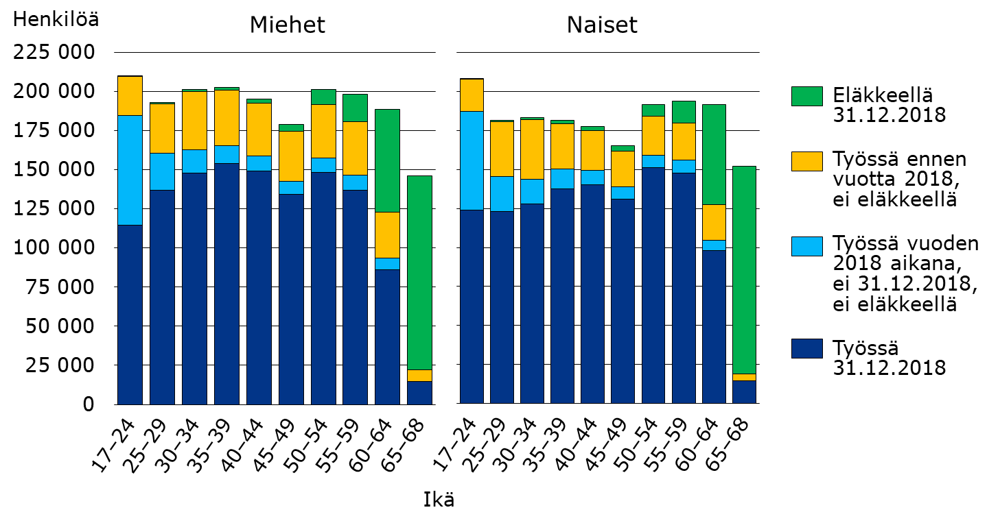 Henkilöä
Miehet
Naiset
225 000
200 000
175 000
150 000
125 000
100 000
75 000
50 000
25 000
0
17–24
25–29
30–34
35–39
40–44
45–49
50–54
55–59
60–64
65–68
17–24
25–29
30–34
35–39
40–44
45–49
50–54
55–59
60–64
65–68
Ikä
Eläkkeellä
31.12.2018
Työssä ennen
vuotta 2018,
ei eläkkeellä
Työssä vuoden
2018 aikana,
ei 31.12.2018,
ei eläkkeellä
Työssä
31.12.2018